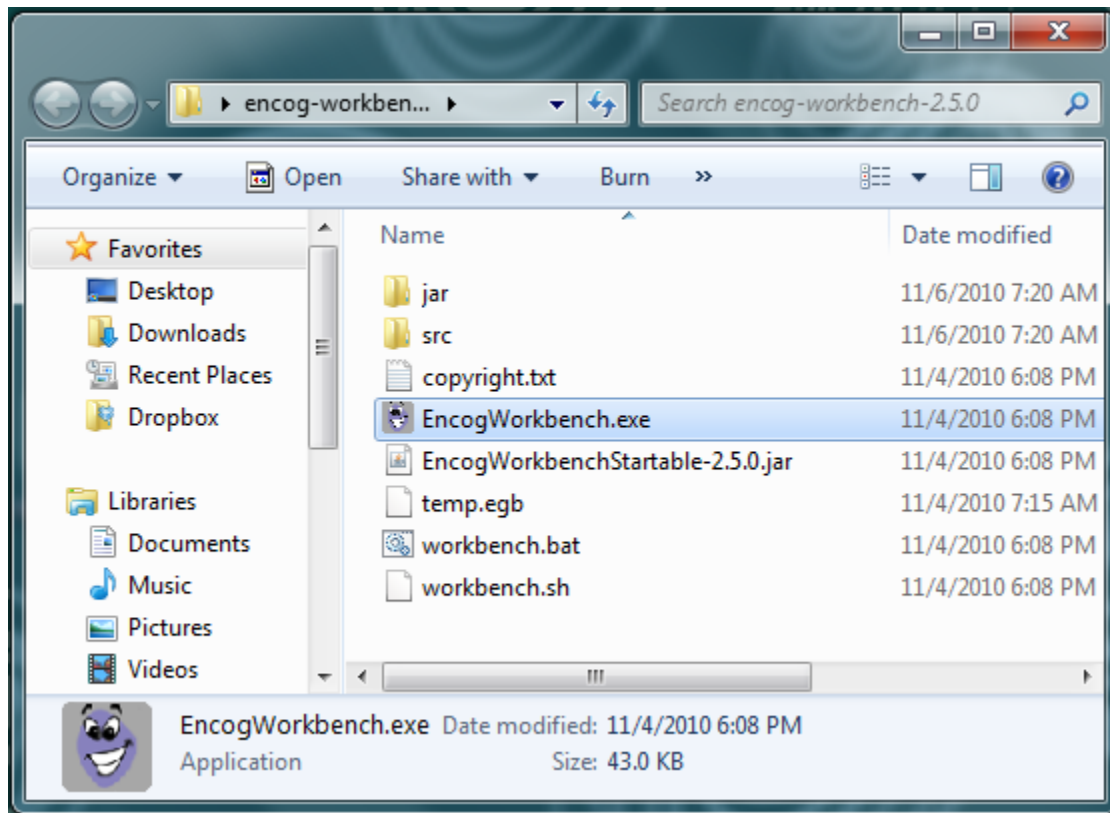 encog-workben...
Search encog-workbench-2.5.0
Organize Open Share with Burn »
Name Date modified
Favorites
Desktop
Downloads
Recent Places
Dropbox
Libraries
Documents
Music
Pictures
Videos
jar 11/6/2010 7:20 AM
src 11/6/2010 7:20 AM
copyright.txt 11/4/2010 6:08 PM
EncogWorkbench.exe 11/4/2010 6:08 PM
EncogWorkbenchStartable-2.5.0.jar 11/4/2010 6:08 PM
temp.egb 11/4/2010 7:15 AM
workbench.bat 11/4/2010 6:08 PM
workbench.sh 11/4/2010 6:08 PM
EncogWorkbench.exe Date modified: 11/4/2010 6:08 PM
Application Size: 43.0 KB